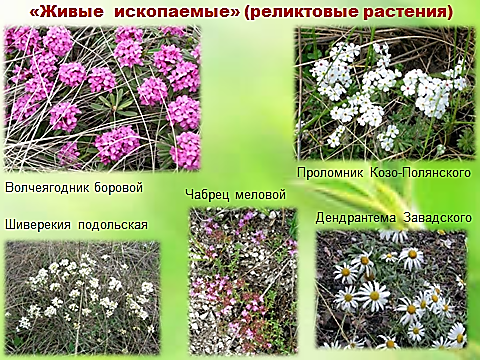 «Живые ископаемые» (реликтовые растения)
Волчеягодник боровой
Проломник Козо-Полянского
Чабрец меловой
Шиверекия подольская
Дендрантема Завадского